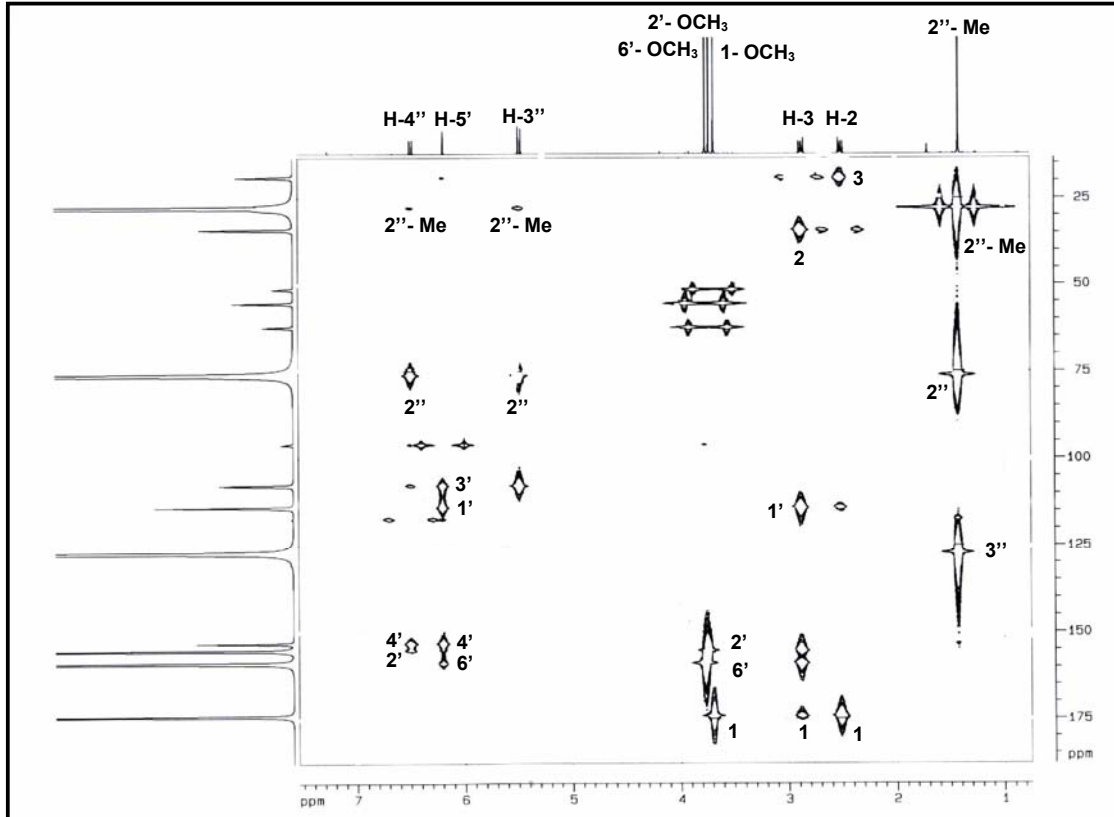 2’- OCH₃
6’- OCH₃ 1- OCH₃
2’’- Me
H-4’’ H-5’ H-3’’ H-3 H-2
3
25
2’’- Me 2’’- Me 2’’- Me
2
50
75
2’’ 2’’ 2’’
100
3’
1’ 1’
125
3’’
150
4’ 4’ 2’
2’ 6’ 6’
175
1 1 1
ppm
ppm 7 6 5 4 3 2 1